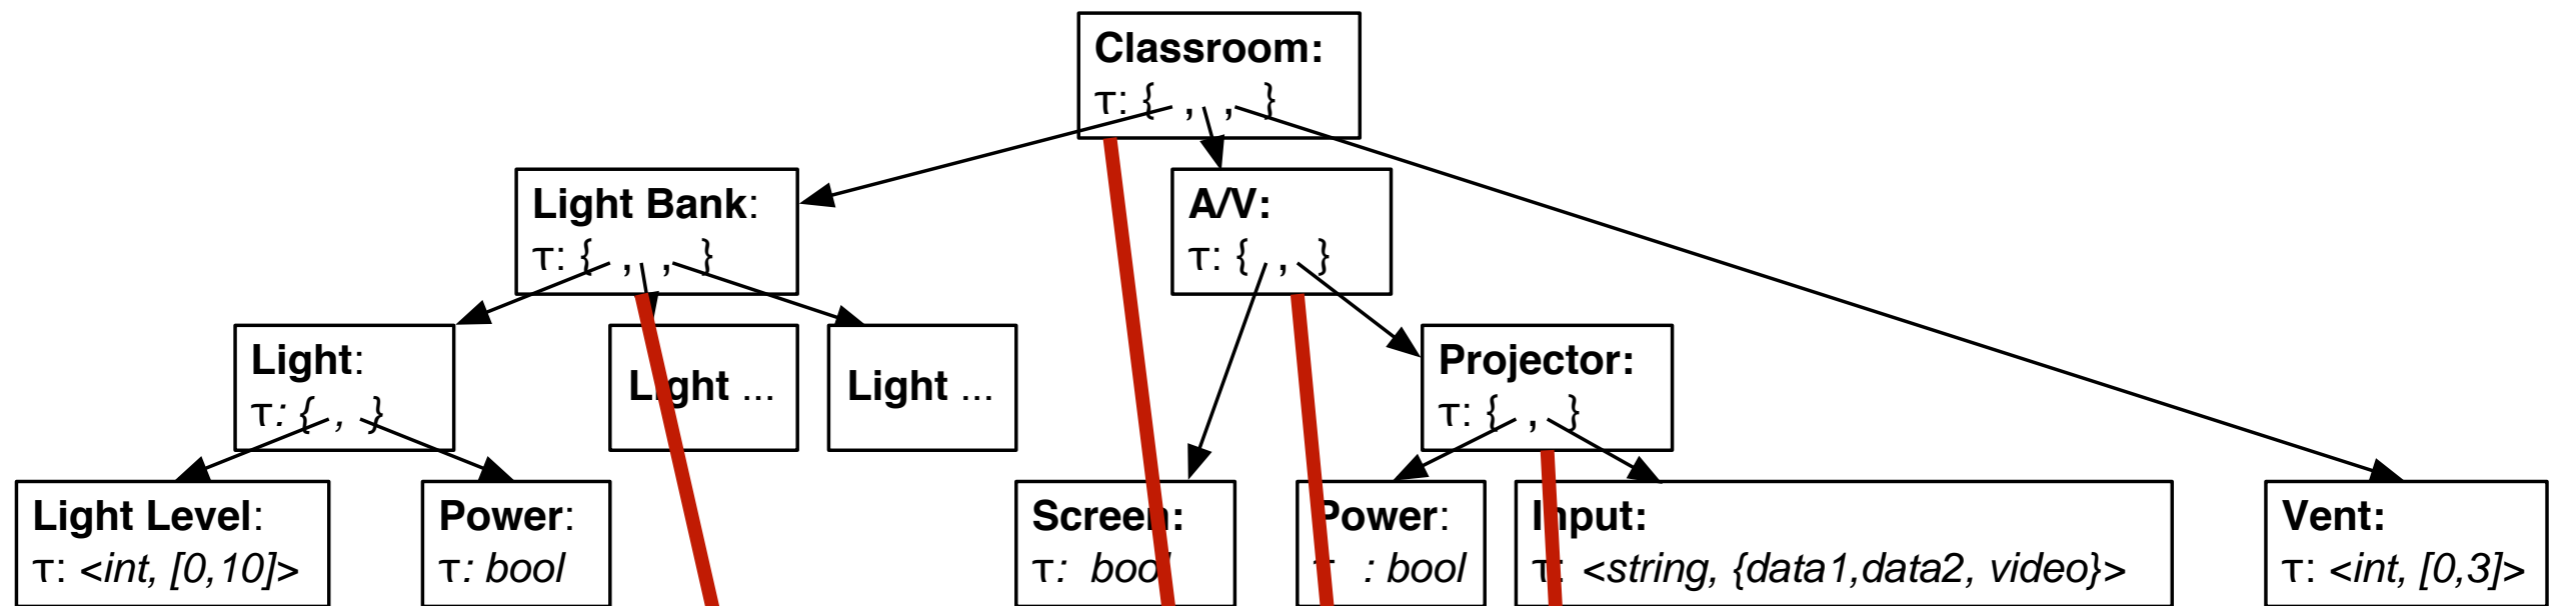 Classroom:
τ: { , , }
Light Bank:
τ: { , , }
A/V:
τ: { , }
Light:
τ: { , }
Light ...
Light ...
Projector:
τ: { , }
Light Level:
τ: <int, [0,10]>
Power:
τ: bool
Screen:
τ: bool
Power:
τ : bool
Input:
τ: <string, {data1,data2, video}>
Vent:
τ: <int, [0,3]>